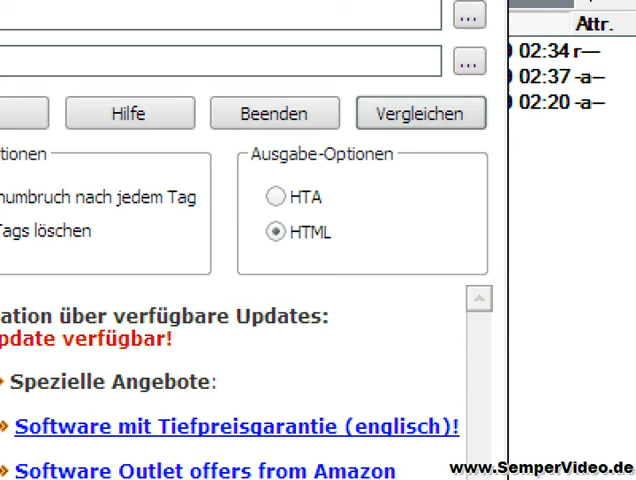 ...
Attr.
02:34 r—
...
02:37 -a–
02:20 -a–
Hilfe
Beenden
Vergleichen
tionen
Ausgabe-Optionen
numbruch nach jedem Tag
HTA
Tags löschen
HTML
ation über verfügbare Updates:
pdate verfügbar!
Spezielle Angebote:
» Software mit Tiefpreisgarantie (englisch)!
» Software Outlet offers from Amazon
www.SemperVideo.de